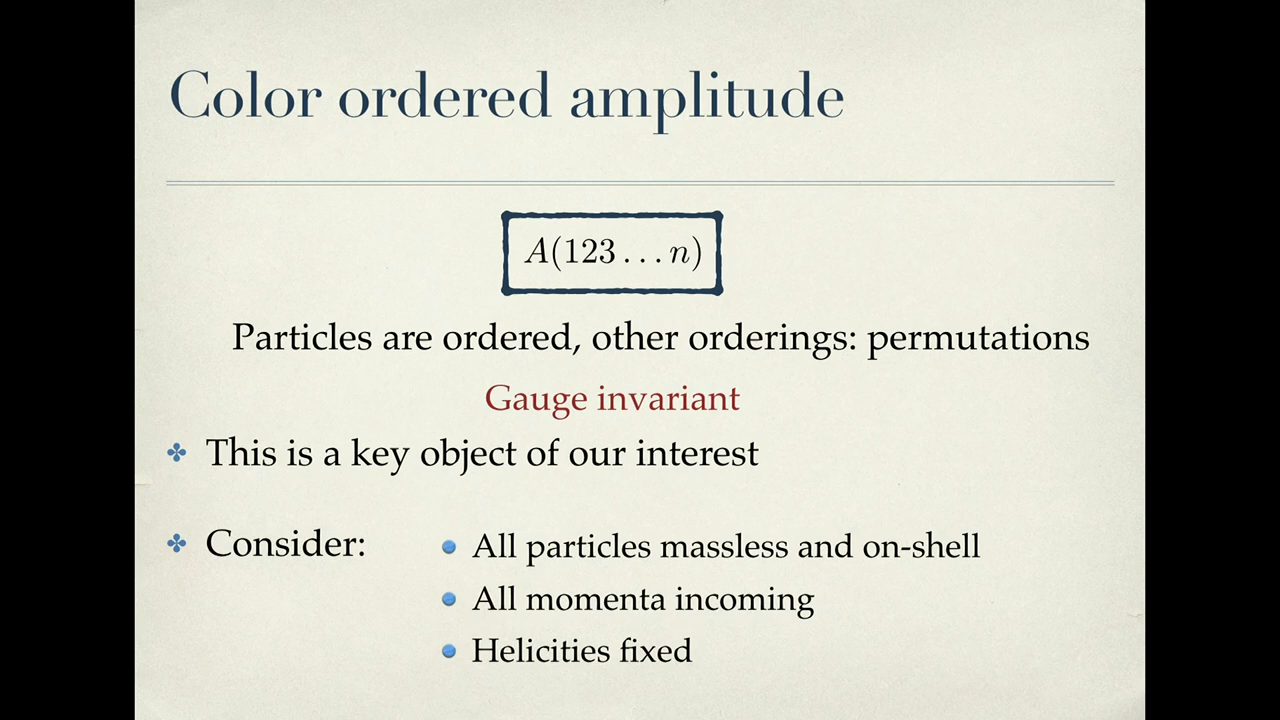 Color ordered amplitude
A(123 . . . n)
Particles are ordered, other orderings: permutations
Gauge invariant
This is a key object of our interest
Consider:
All particles massless and on-shell
All momenta incoming
Helicities fixed